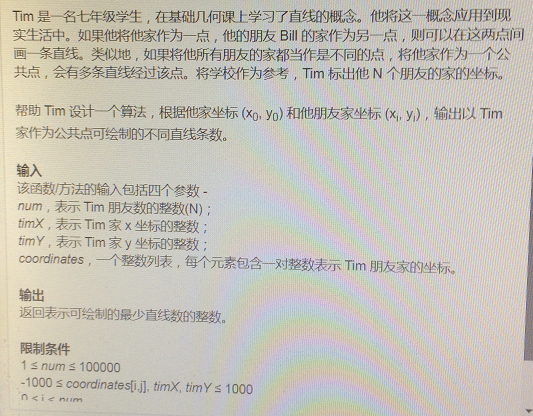 Tim 是一名七年级学生，在基础几何课上学习了直线的概念。他将这一概念应用到现
实生活中。如果他将他家作为一点，他的朋友 Bill 的家作为另一点，则可以在这两点间
画一条直线。类似地，如果将他所有朋友的家都当作是不同的点，将他家作为一个公
共点，会有多条直线经过该点。将学校作为参考，Tim 标出他 N 个朋友的家的坐标。
帮助 Tim 设计一个算法，根据他家坐标 (x₀, y₀) 和他朋友家坐标 (xᵢ, yᵢ)，输出以 Tim
家作为公共点可绘制的不同直线条数。
输入
该函数/方法的输入包括四个参数 -
num，表示 Tim 朋友数的整数(N)；
timX，表示 Tim 家 x 坐标的整数；
timY，表示 Tim 家 y 坐标的整数；
coordinates，一个整数列表，每个元素包含一对整数表示 Tim 朋友家的坐标。
输出
返回表示可绘制的最少直线数的整数。
限制条件
1 ≤ num ≤ 100000
-1000 ≤ coordinates[i,j], timX, timY ≤ 1000
0 ≤ i < num